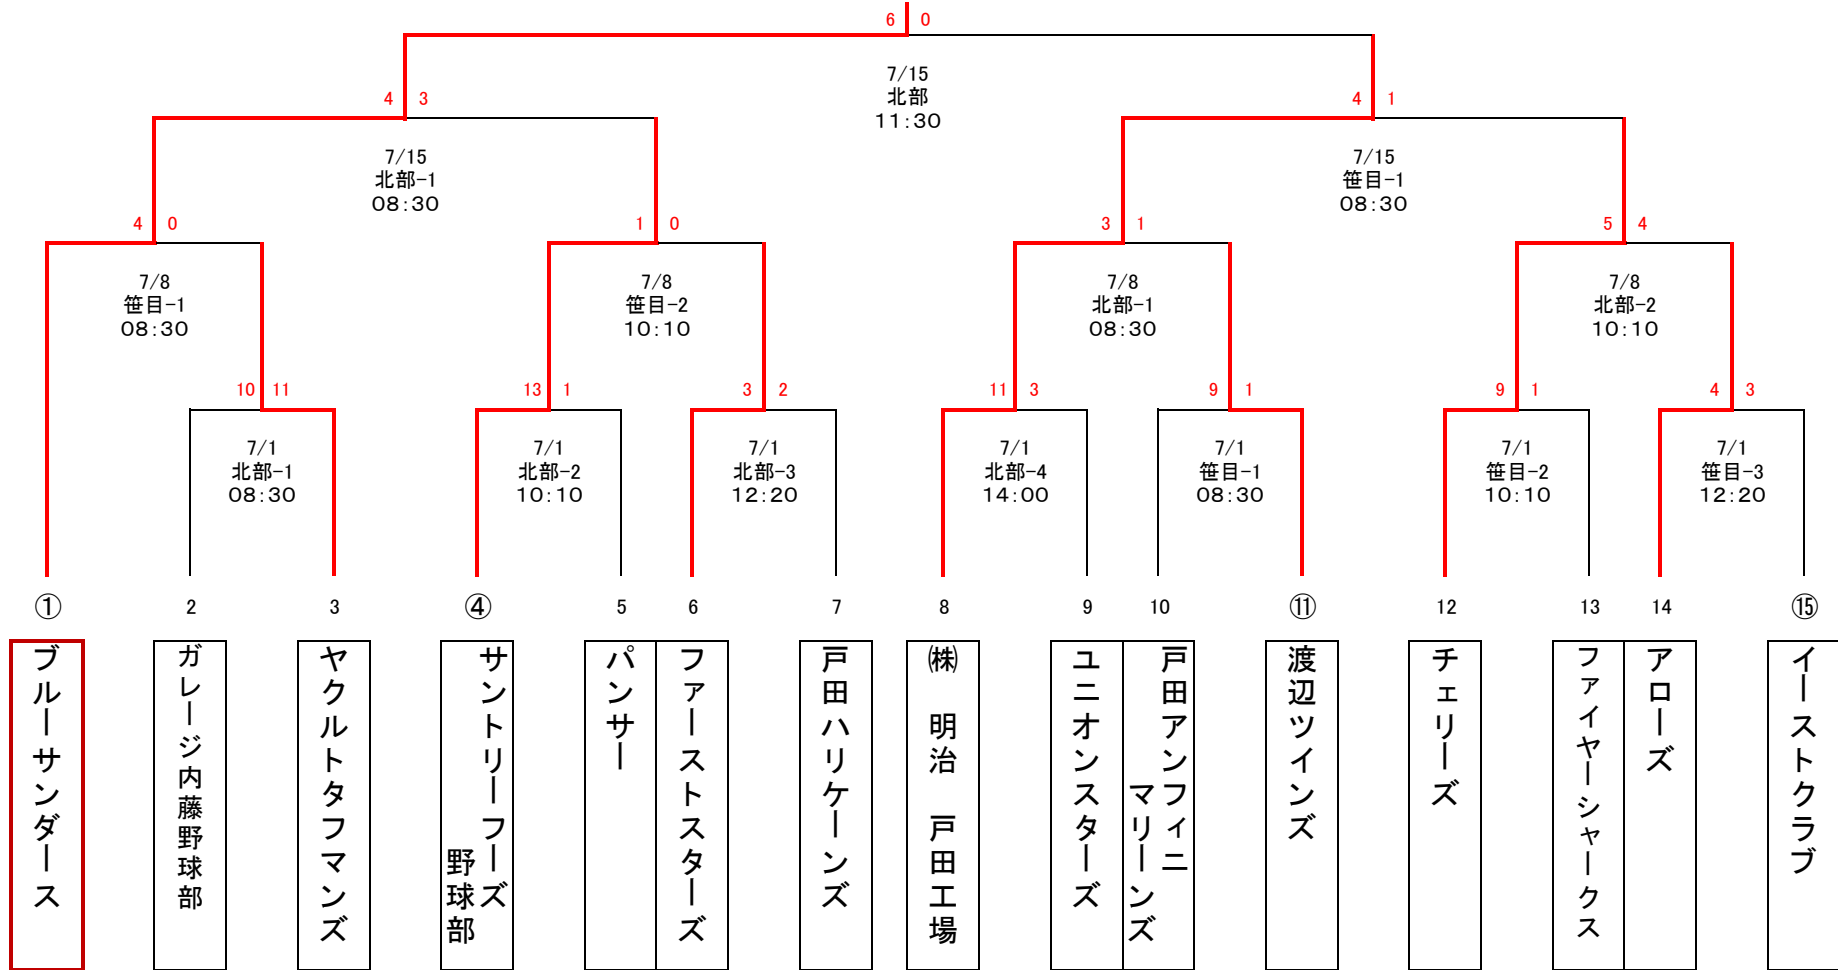 6 0
7/15
北部
11:30
4 3
4 1
7/15
北部-1
08:30
7/15
笹目-1
08:30
4 0
1 0
3 1
5 4
7/8
笹目-1
08:30
7/8
笹目-2
10:10
7/8
北部-1
08:30
7/8
北部-2
10:10
10 11
13 1
3 2
11 3
9 1
9 1
4 3
7/1
北部-1
08:30
7/1
北部-2
10:10
7/1
北部-3
12:20
7/1
北部-4
14:00
7/1
笹目-1
08:30
7/1
笹目-2
10:10
7/1
笹目-3
12:20
①
2
3
④
5
6
7
8
9
10
⑪
12
13
14
⑮
ブルーサンダース
ガレージ内藤野球部
ヤクルトタフマンズ
サントリーフーズ
野球部
パンサー
ファーストスターズ
戸田ハリケーンズ
㈱ 明治 戸田工場
ユニオンスターズ
戸田アンフィニ
マリーンズ
渡辺ツインズ
チェリーズ
ファイヤーシャークス
アローズ
イーストクラブ